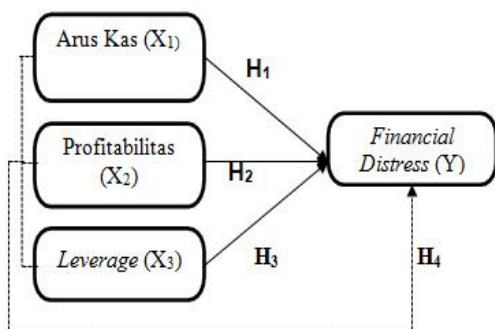 Arus Kas (X1)
H1
Profitabilitas
(X2)
H2
Financial
Distress (Y)
Leverage (X3)
H3
H4